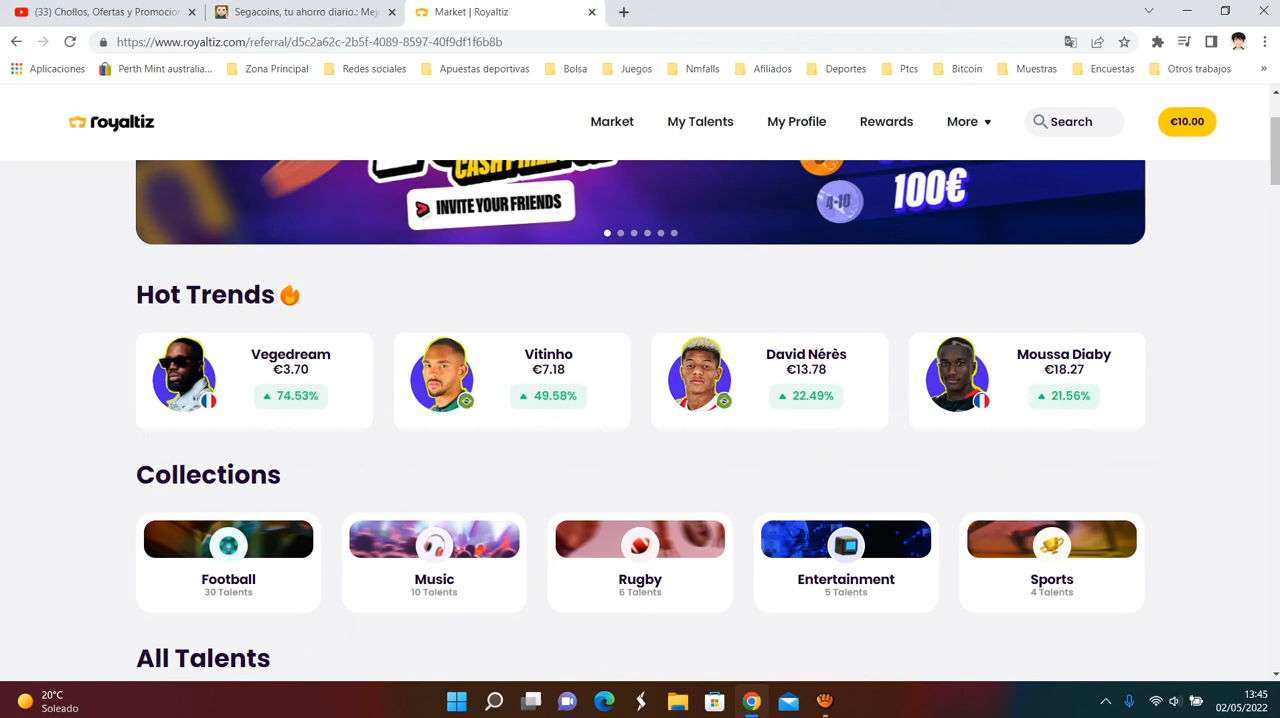 (33) Chollos, Ofertas y Promocion
Segacoins, tu ahorro diario.: Mej
Market | Royaltiz
https://www.royaltiz.com/referral/d5c2a62c-2b5f-4089-8597-40f9df1f6b8b
Aplicaciones
Perth Mint australia...
Zona Principal
Redes sociales
Apuestas deportivas
Bolsa
Juegos
Nmfalls
Afiliados
Deportes
Ptcs
Bitcoin
Muestras
Encuestas
Otros trabajos
»
royaltiz
Market
My Talents
My Profile
Rewards
More
Search
€10.00
CASH PRIZE
INVITE YOUR FRIENDS
4-10
100€
Hot Trends
Vegedream
€3.70
74.53%
Vitinho
€7.18
49.58%
David Nérès
€13.78
22.49%
Moussa Diaby
€18.27
21.56%
Collections
Football
30 Talents
Music
10 Talents
Rugby
6 Talents
Entertainment
5 Talents
Sports
4 Talents
All Talents
20°C
Soleado
13:45
02/05/2022